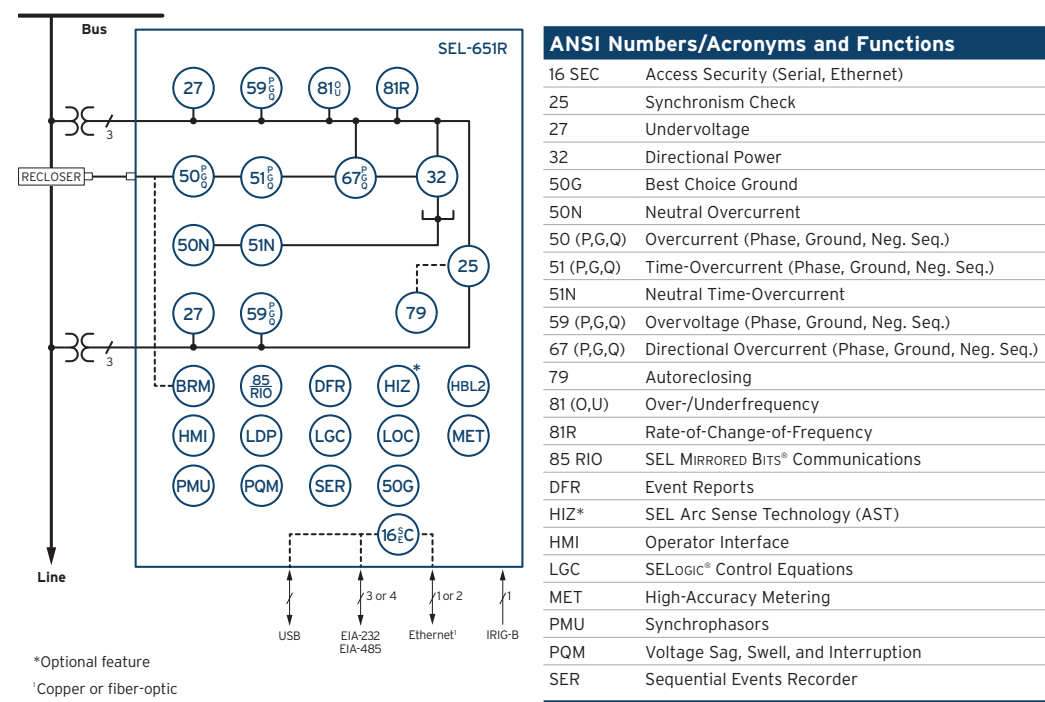 Bus
SEL-651R
27 59 P G Q 81 O U 81R
3
RECLOSER
50 P G Q 51 P G Q 67 P G Q 32
50N 51N
25
27 59 P G Q 79
3
BRM 85 RIO DFR HIZ* HBL2
HMI LDP LGC LOC MET
PMU PQM SER 50G
16 S E C
Line
3 or 4 1 or 2 1
USB EIA-232 Ethernet¹ IRIG-B
EIA-485
*Optional feature
¹Copper or fiber-optic
ANSI Numbers/Acronyms and Functions
16 SEC Access Security (Serial, Ethernet)
25 Synchronism Check
27 Undervoltage
32 Directional Power
50G Best Choice Ground
50N Neutral Overcurrent
50 (P,G,Q) Overcurrent (Phase, Ground, Neg. Seq.)
51 (P,G,Q) Time-Overcurrent (Phase, Ground, Neg. Seq.)
51N Neutral Time-Overcurrent
59 (P,G,Q) Overvoltage (Phase, Ground, Neg. Seq.)
67 (P,G,Q) Directional Overcurrent (Phase, Ground, Neg. Seq.)
79 Autoreclosing
81 (O,U) Over-/Underfrequency
81R Rate-of-Change-of-Frequency
85 RIO SEL MIRRORED BITS® Communications
DFR Event Reports
HIZ* SEL Arc Sense Technology (AST)
HMI Operator Interface
LGC SELOGIC® Control Equations
MET High-Accuracy Metering
PMU Synchrophasors
PQM Voltage Sag, Swell, and Interruption
SER Sequential Events Recorder